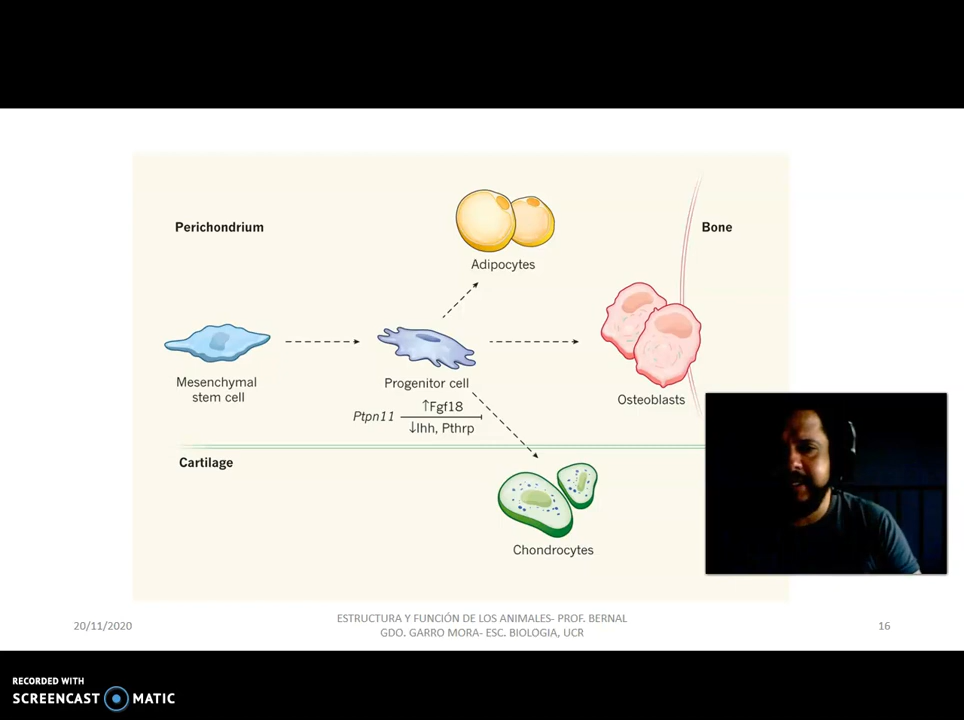 Perichondrium
Bone
Adipocytes
Mesenchymal
stem cell
Progenitor cell
Ptpn11
↑Fgf18
↓Ihh, Pthrp
Osteoblasts
Cartilage
Chondrocytes
20/11/2020
ESTRUCTURA Y FUNCIÓN DE LOS ANIMALES- PROF. BERNAL
GDO. GARRO MORA- ESC. BIOLOGIA, UCR
16
RECORDED WITH
SCREENCAST MATIC